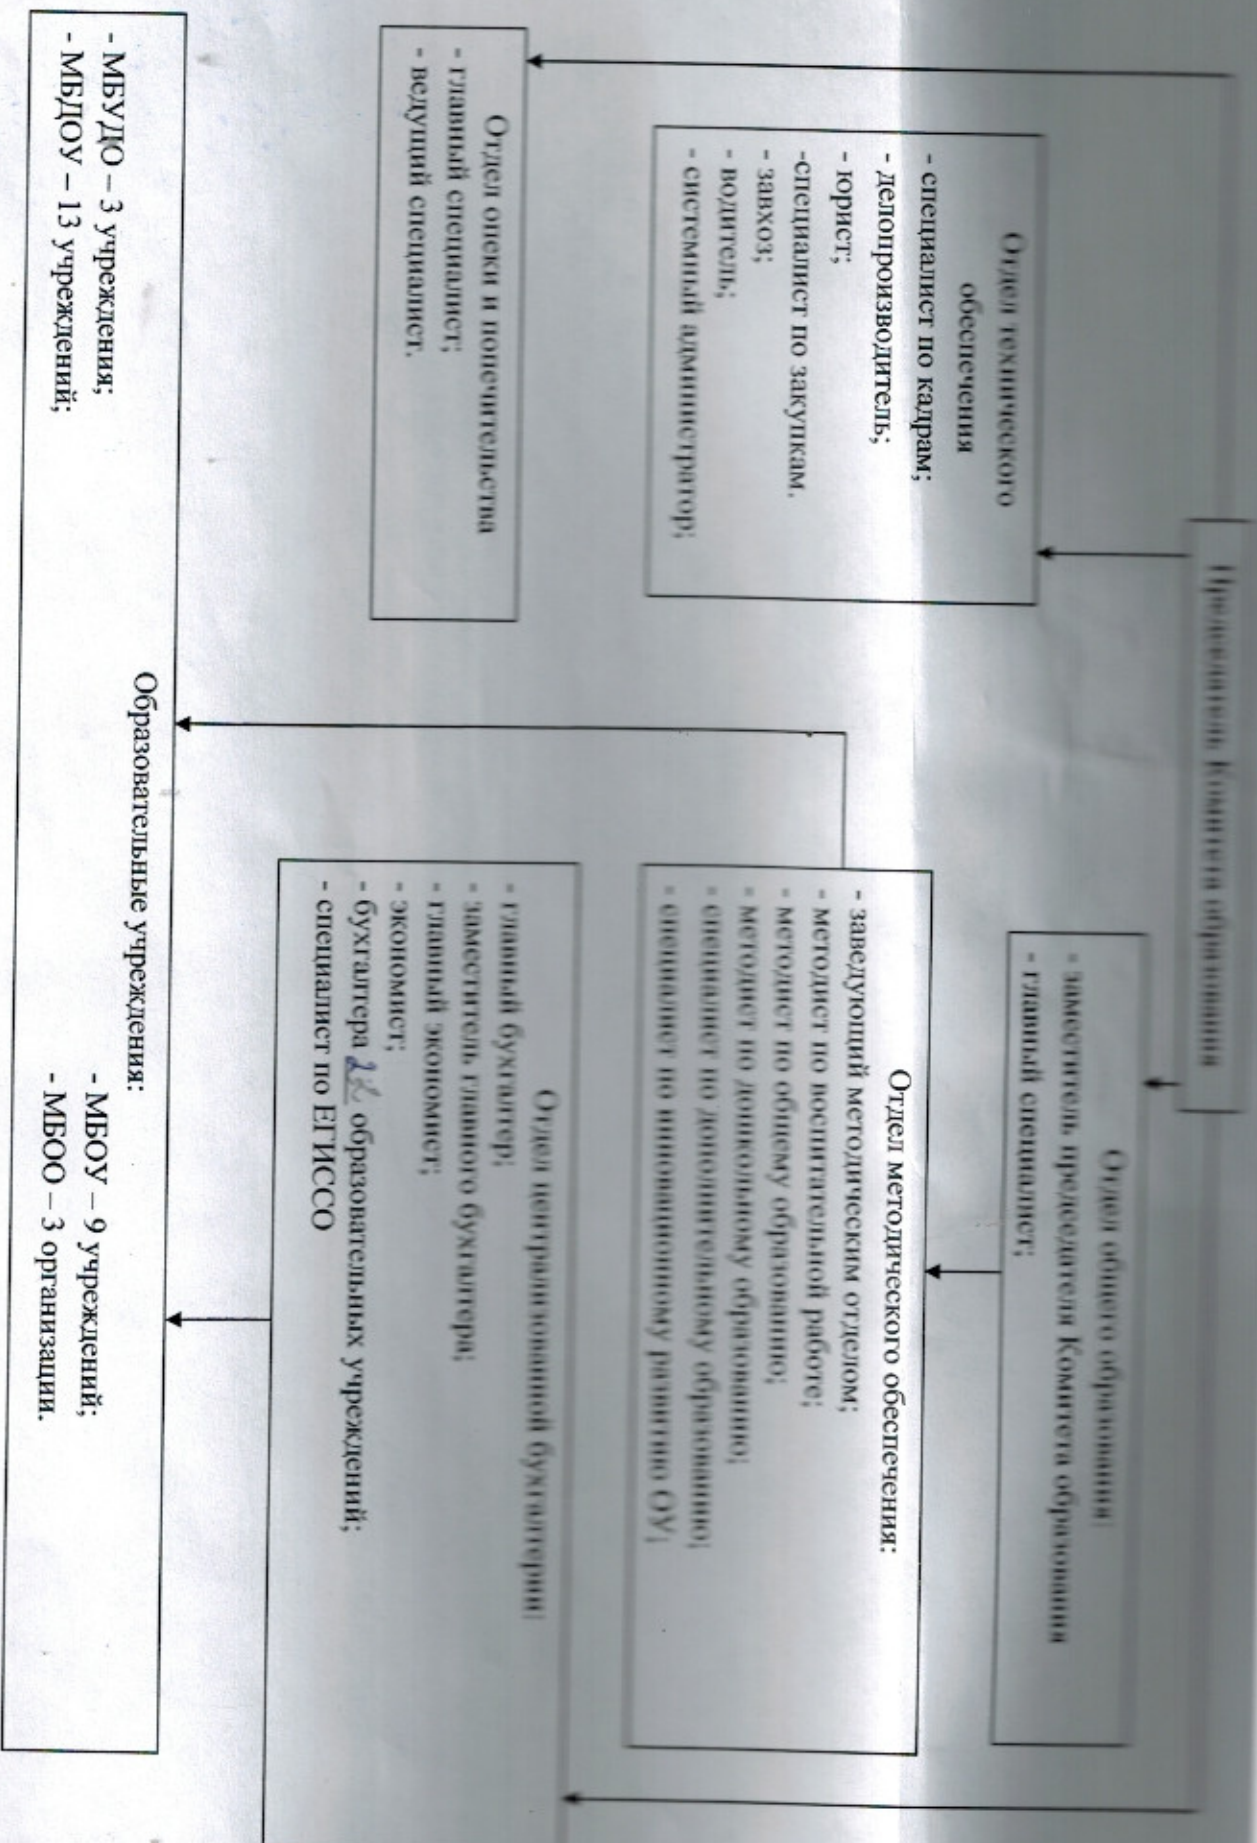 Председатель Комитета образования
Отдел технического
обеспечения
- специалист по кадрам;
- делопроизводитель;
- юрист;
-специалист по закупкам.
- завхоз;
- водитель;
- системный администратор;
Отдел общего образования:
- заместитель председателя Комитета образования
- главный специалист;
Отдел методического обеспечения:
- заведующий методическим отделом;
- методист по воспитательной работе;
- методист по общему образованию;
- методист по дошкольному образованию;
- специалист по дополнительному образованию;
- специалист по инновационному развитию ОУ;
Отдел опеки и попечительства
- главный специалист;
- ведущий специалист.
Отдел централизованной бухгалтерии:
- главный бухгалтер;
- заместитель главного бухгалтера;
- главный экономист;
- экономист;
- бухгалтера образовательных учреждений;
- специалист по ЕГИССО
Образовательные учреждения:
- МБУДО – 3 учреждения;
- МБДОУ – 13 учреждений;
- МБОУ – 9 учреждений;
- МБОО – 3 организации.